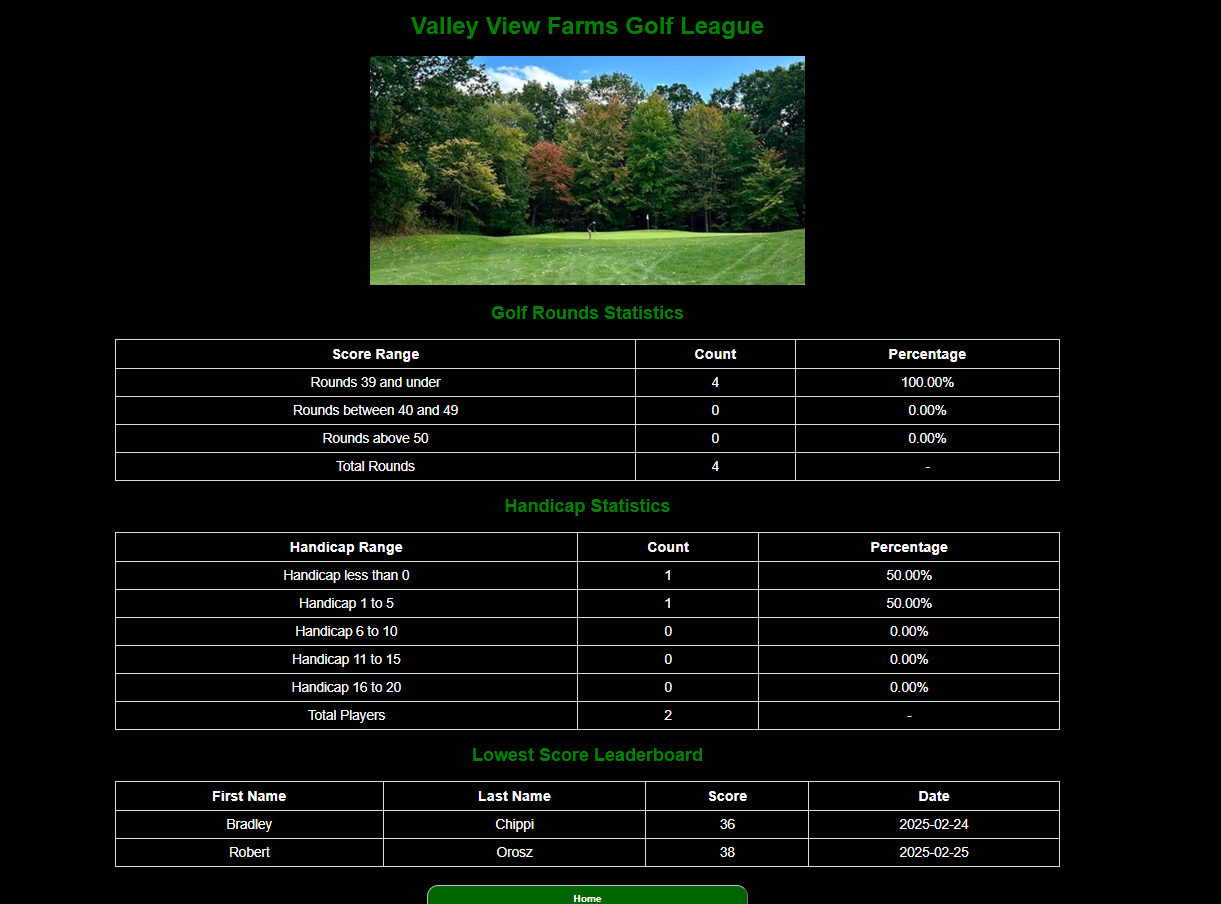 Valley View Farms Golf League
Golf Rounds Statistics
Score Range Count Percentage
Rounds 39 and under 4 100.00%
Rounds between 40 and 49 0 0.00%
Rounds above 50 0 0.00%
Total Rounds 4 -
Handicap Statistics
Handicap Range Count Percentage
Handicap less than 0 1 50.00%
Handicap 1 to 5 1 50.00%
Handicap 6 to 10 0 0.00%
Handicap 11 to 15 0 0.00%
Handicap 16 to 20 0 0.00%
Total Players 2 -
Lowest Score Leaderboard
First Name Last Name Score Date
Bradley Chippi 36 2025-02-24
Robert Orosz 38 2025-02-25
Home